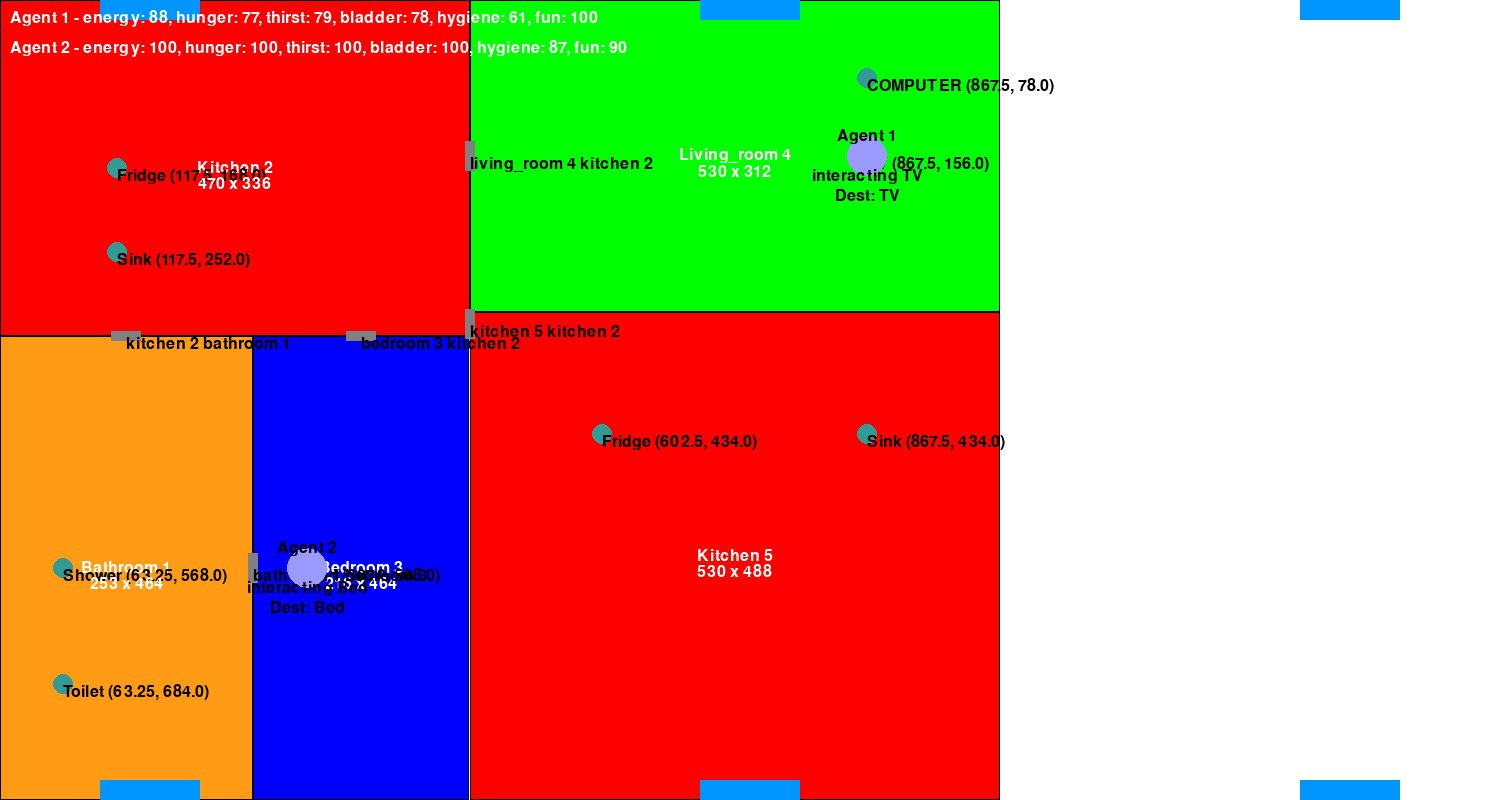 Agent 1 - energy: 88, hunger: 77, thirst: 79, bladder: 78, hygiene: 61, fun: 100
Agent 2 - energy: 100, hunger: 100, thirst: 100, bladder: 100, hygiene: 87, fun: 90
COMPUTER (867.5, 78.0)
Agent 1
living_room 4 kitchen 2
Living_room 4
530 x 312
(867.5, 156.0)
interacting TV
Dest: TV
Kitchen 2
Fridge (117.5, 168.0)
470 x 336
Sink (117.5, 252.0)
kitchen 5 kitchen 2
kitchen 2 bathroom 1
bedroom 3 kitchen 2
Fridge (602.5, 434.0)
Sink (867.5, 434.0)
Agent 2
Kitchen 5
530 x 488
Bathroom 1
Shower (63.25, 568.0)
253 x 464
Bedroom 3
interacting Bed
Dest: Bed
Toilet (63.25, 684.0)